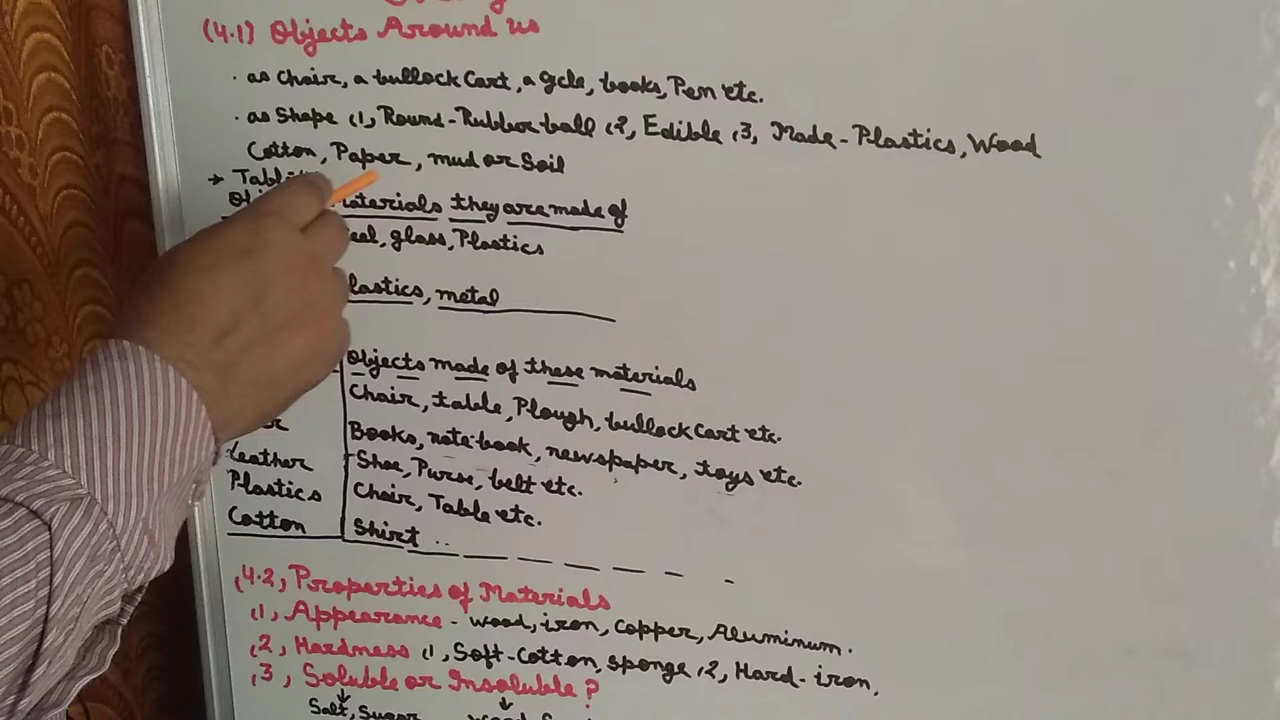 (4.1) Objects Around us
. as Chair, a bullock Cart, a cycle, books, Pen etc.
. as Shape (1, Round-Rubber ball (2, Edible (3, Made-Plastics, Wood
Cotton, Paper, mud or Soil
→ Tabl
Materials they are made of
glass, Plastics
lastics, metal
Objects made of these materials
Chair, table, Plough, bullock Cart etc.
Books, note-book, newspaper, toys etc.
Leather Shoe, Purse, belt etc.
Plastics Chair, Table etc.
Cotton Shirt ..
(4.2, Properties of Materials
(1, Appearance - wood, iron, Copper, Aluminum.
(2, Hardness (1, Soft-Cotton, sponge (2, Hard-iron,
(3, Soluble or Insoluble?
Salt, Sugar